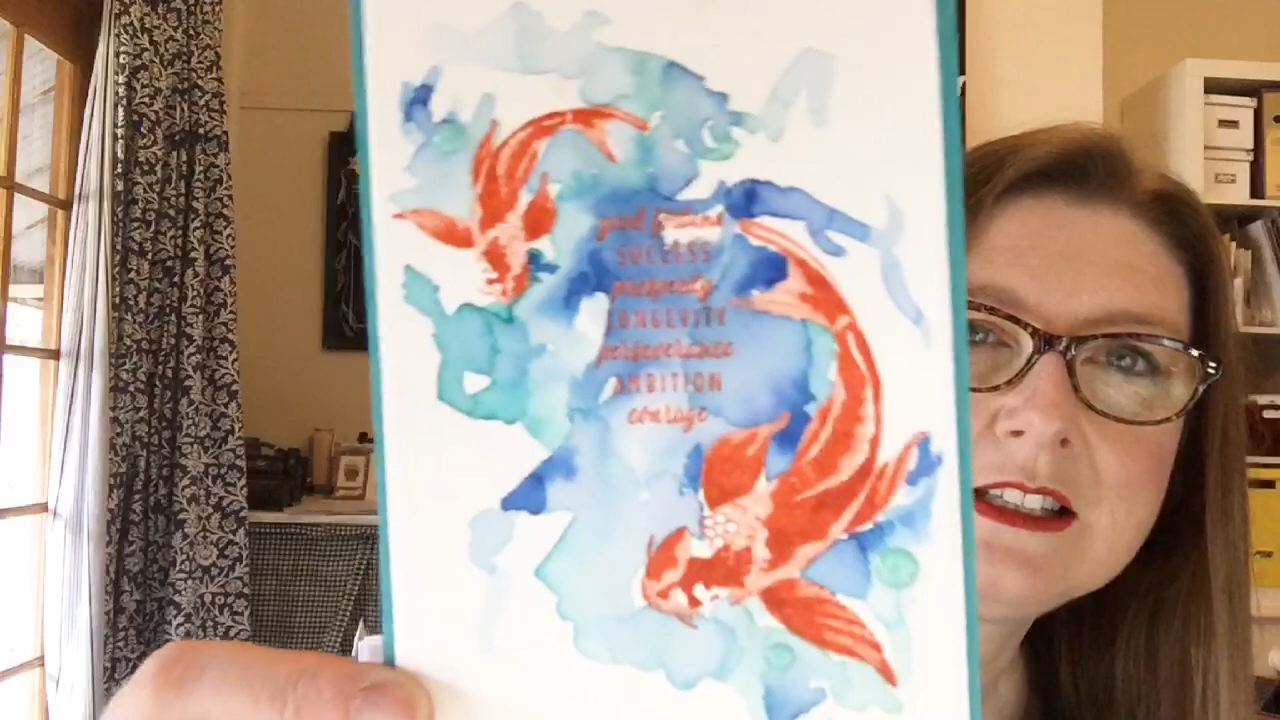 good fortune
SUCCESS
prosperity
LONGEVITY
perseverance
AMBITION
courage